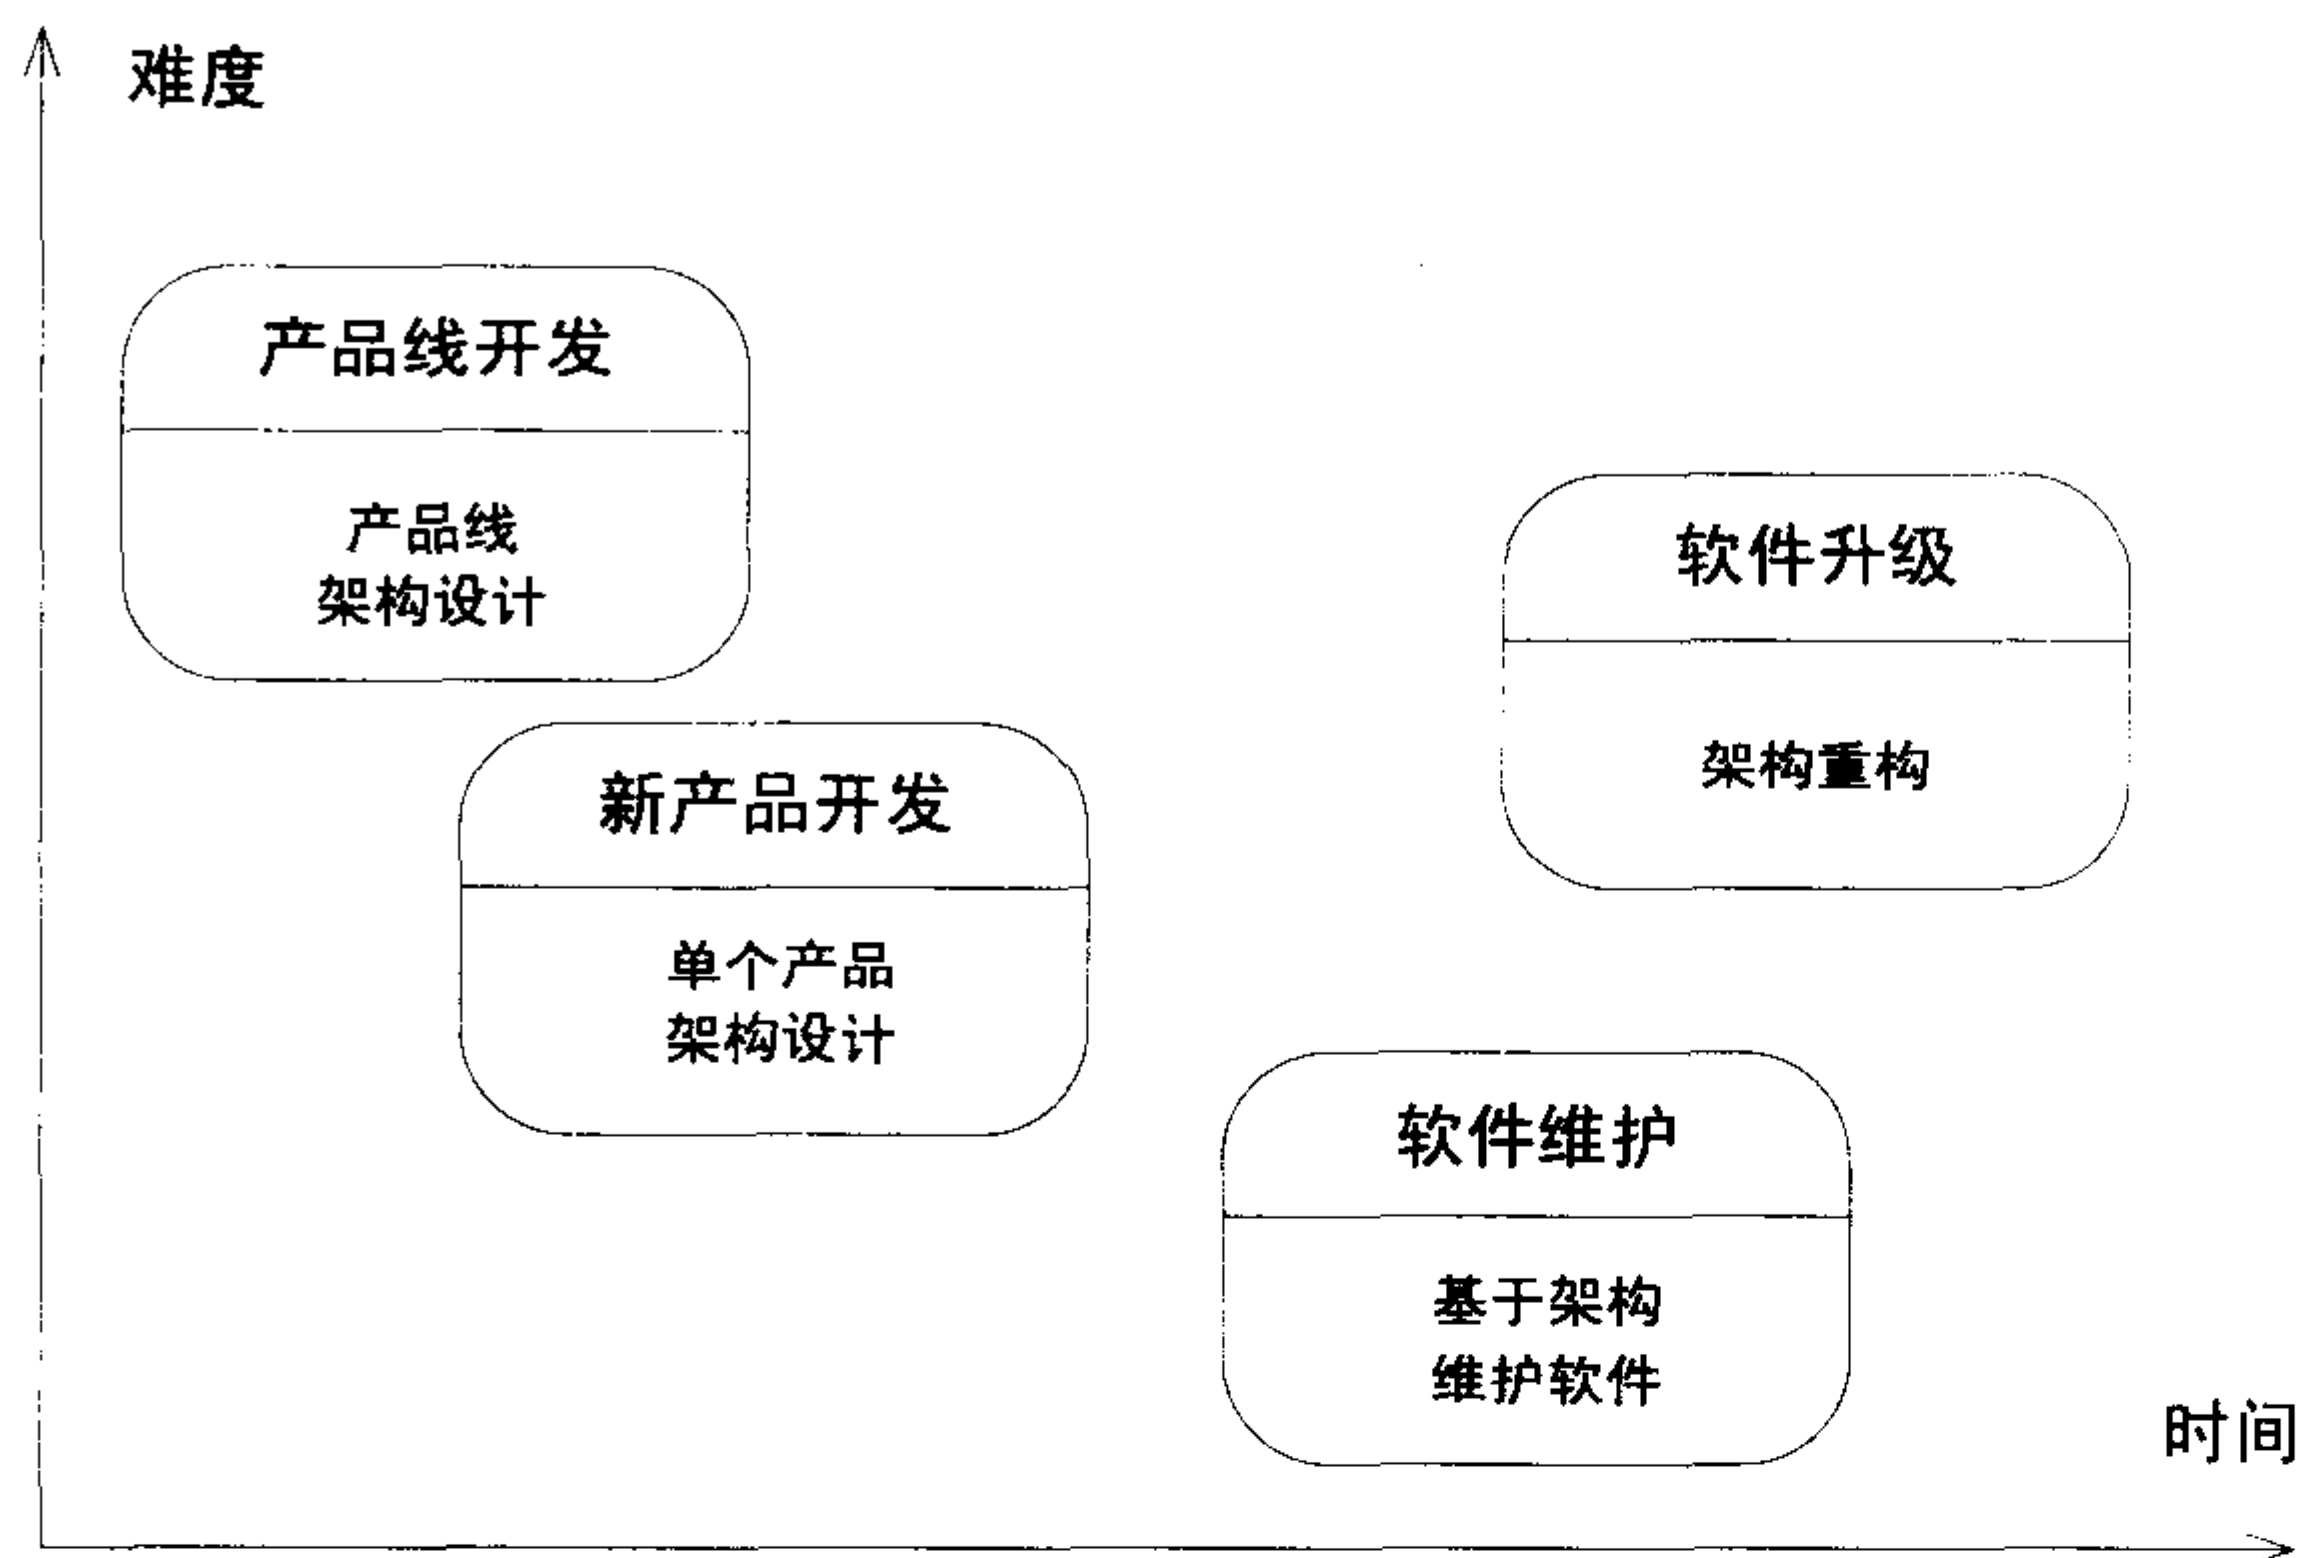 难度
产品线开发
产品线
架构设计
软件升级
架构重构
新产品开发
单个产品
架构设计
软件维护
基于架构
维护软件
时间